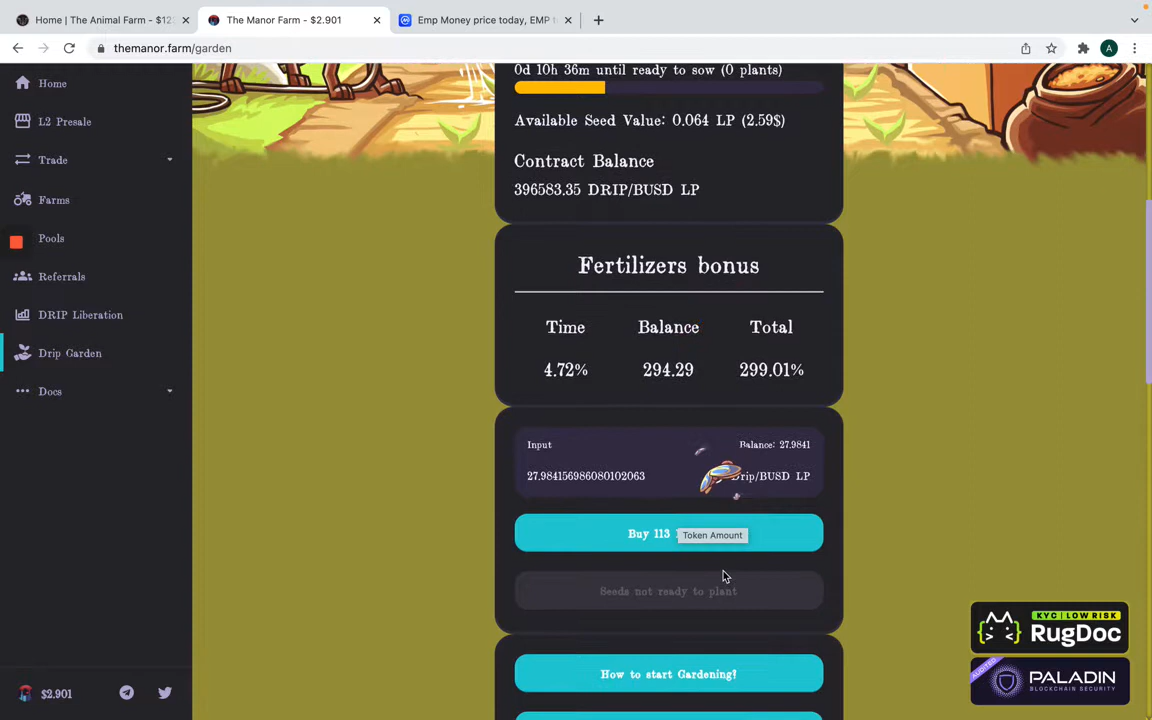 Home | The Animal Farm - $12
The Manor Farm - $2.901
Emp Money price today, EMP t
themanor.farm/garden
A
Home
L2 Presale
Trade
Farms
Pools
Referrals
DRIP Liberation
Drip Garden
Docs
$2.901
0d 10h 36m until ready to sow (0 plants)
Available Seed Value: 0.064 LP (2.59$)
Contract Balance
396583.35 DRIP/BUSD LP
Fertilizers bonus
Time Balance Total
4.72% 294.29 299.01%
Input Balance: 27.9841
27.984156986080102063 Drip/BUSD LP
Buy 113
Token Amount
Seeds not ready to plant
How to start Gardening?
KYC | LOW RISK
RugDoc
AUDITED
PALADIN
BLOCKCHAIN SECURITY